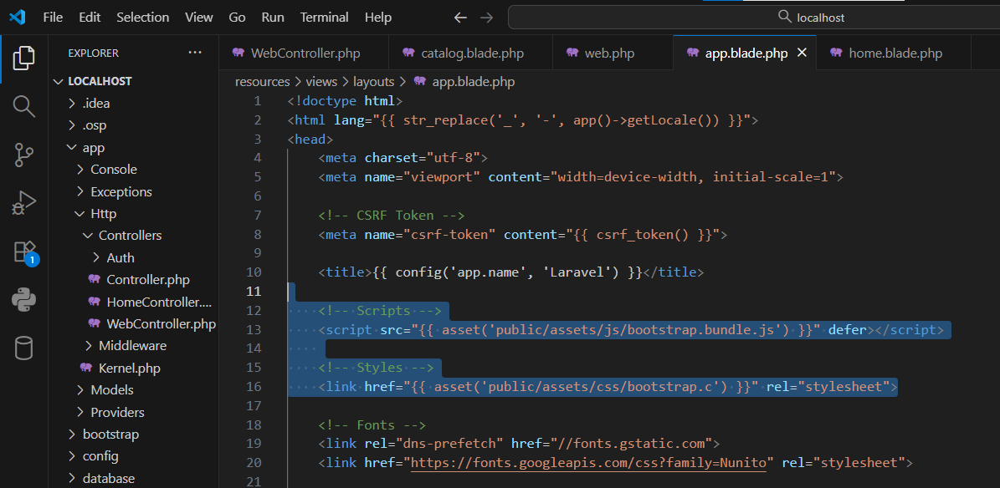 File Edit Selection View Go Run Terminal Help
localhost
EXPLORER
WebController.php
catalog.blade.php
web.php
app.blade.php
home.blade.php
LOCALHOST
.idea
.osp
app
Console
Exceptions
Http
Controllers
Auth
Controller.php
HomeController....
WebController.php
Middleware
Kernel.php
Models
Providers
bootstrap
config
database
1
resources > views > layouts > app.blade.php
1 <!doctype html>
2 <html lang="{{ str_replace('_', '-', app()->getLocale()) }}">
3 <head>
4 <meta charset="utf-8">
5 <meta name="viewport" content="width=device-width, initial-scale=1">
6
7 <!-- CSRF Token -->
8 <meta name="csrf-token" content="{{ csrf_token() }}">
9
10 <title>{{ config('app.name', 'Laravel') }}</title>
11
12 <!-- Scripts -->
13 <script src="{{ asset('public/assets/js/bootstrap.bundle.js') }}" defer></script>
14
15 <!-- Styles -->
16 <link href="{{ asset('public/assets/css/bootstrap.c') }}" rel="stylesheet">
17
18 <!-- Fonts -->
19 <link rel="dns-prefetch" href="//fonts.gstatic.com">
20 <link href="https://fonts.googleapis.com/css?family=Nunito" rel="stylesheet">
21